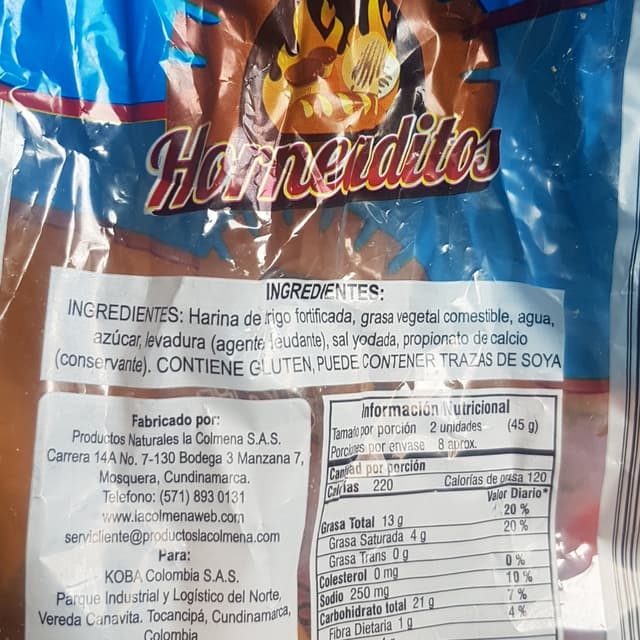 Horneaditos
INGREDIENTES:
INGREDIENTES: Harina de trigo fortificada, grasa vegetal comestible, agua,
azúcar, levadura (agente leudante), sal yodada, propionato de calcio
(conservante). CONTIENE GLUTEN, PUEDE CONTENER TRAZAS DE SOYA
Fabricado por:
Productos Naturales la Colmena S.A.S.
Carrera 14A No. 7-130 Bodega 3 Manzana 7,
Mosquera, Cundinamarca.
Telefono: (571) 893 0131
www.lacolmenaweb.com
servicliente@productoslacolmena.com
Para:
KOBA Colombia S.A.S.
Parque Industrial y Logístico del Norte,
Vereda Canavita. Tocancipá, Cundinamarca,
Colombia
Información Nutricional
Tamaño por porción 2 unidades (45 g)
Porciones por envase 8 aprox.
Cantidad por porción
Calorías 220 Calorías de grasa 120
Valor Diario*
Grasa Total 13 g 20 %
Grasa Saturada 4 g 20 %
Grasa Trans 0 g
Colesterol 0 mg 0 %
Sodio 250 mg 10 %
Carbohidrato total 21 g 7 %
Fibra Dietaria 1 g 4 %